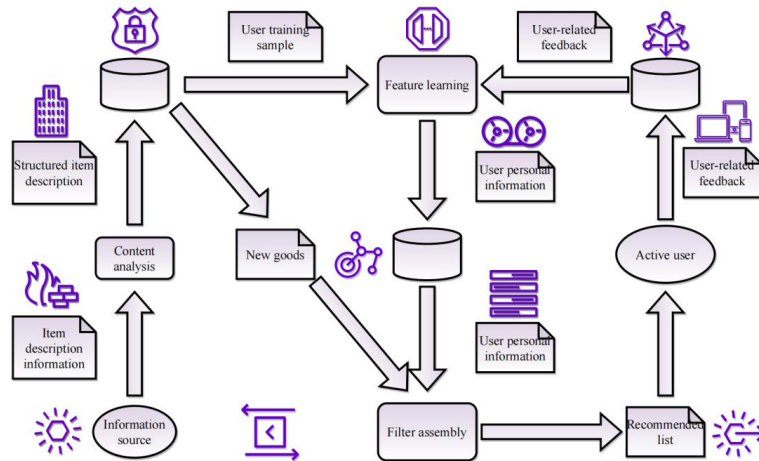 User training
sample
User-related
feedback
Feature learning
Structured item
description
User personal
information
User-related
feedback
Content
analysis
New goods
Active user
Item
description
information
User personal
information
Information
source
Filter assembly
Recommended
list